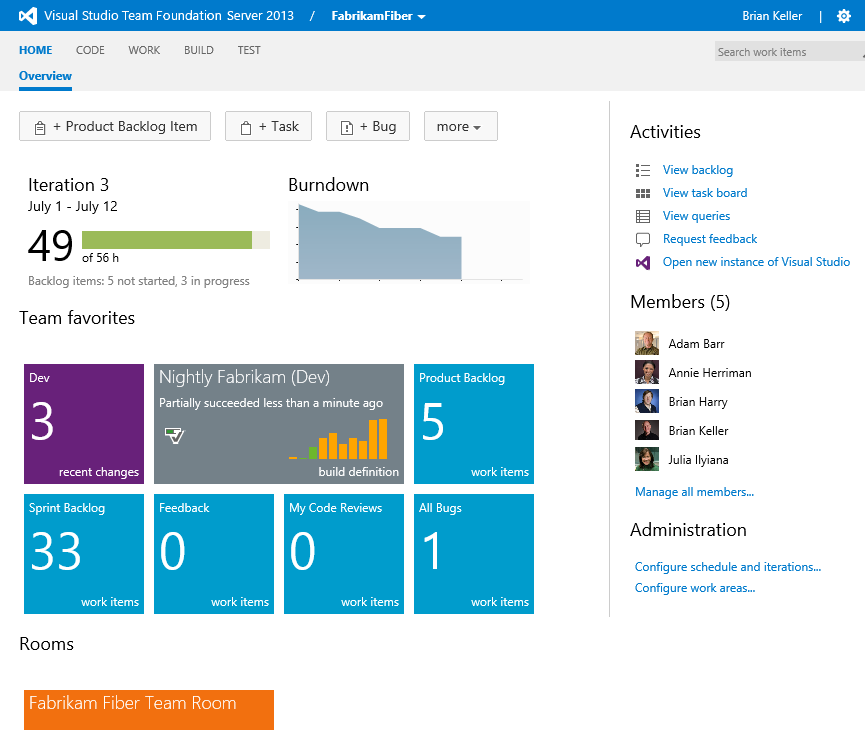 Visual Studio Team Foundation Server 2013 / FabrikamFiber
Brian Keller |
HOME CODE WORK BUILD TEST
Search work items
Overview
+ Product Backlog Item
+ Task
+ Bug
more
Iteration 3
July 1 - July 12
49
of 56 h
Backlog items: 5 not started, 3 in progress
Burndown
Team favorites
Dev
3
recent changes
Nightly Fabrikam (Dev)
Partially succeeded less than a minute ago
build definition
Product Backlog
5
work items
Sprint Backlog
33
work items
Feedback
0
work items
My Code Reviews
0
work items
All Bugs
1
work items
Rooms
Fabrikam Fiber Team Room
Activities
View backlog
View task board
View queries
Request feedback
Open new instance of Visual Studio
Members (5)
Adam Barr
Annie Herriman
Brian Harry
Brian Keller
Julia Ilyiana
Manage all members...
Administration
Configure schedule and iterations...
Configure work areas...